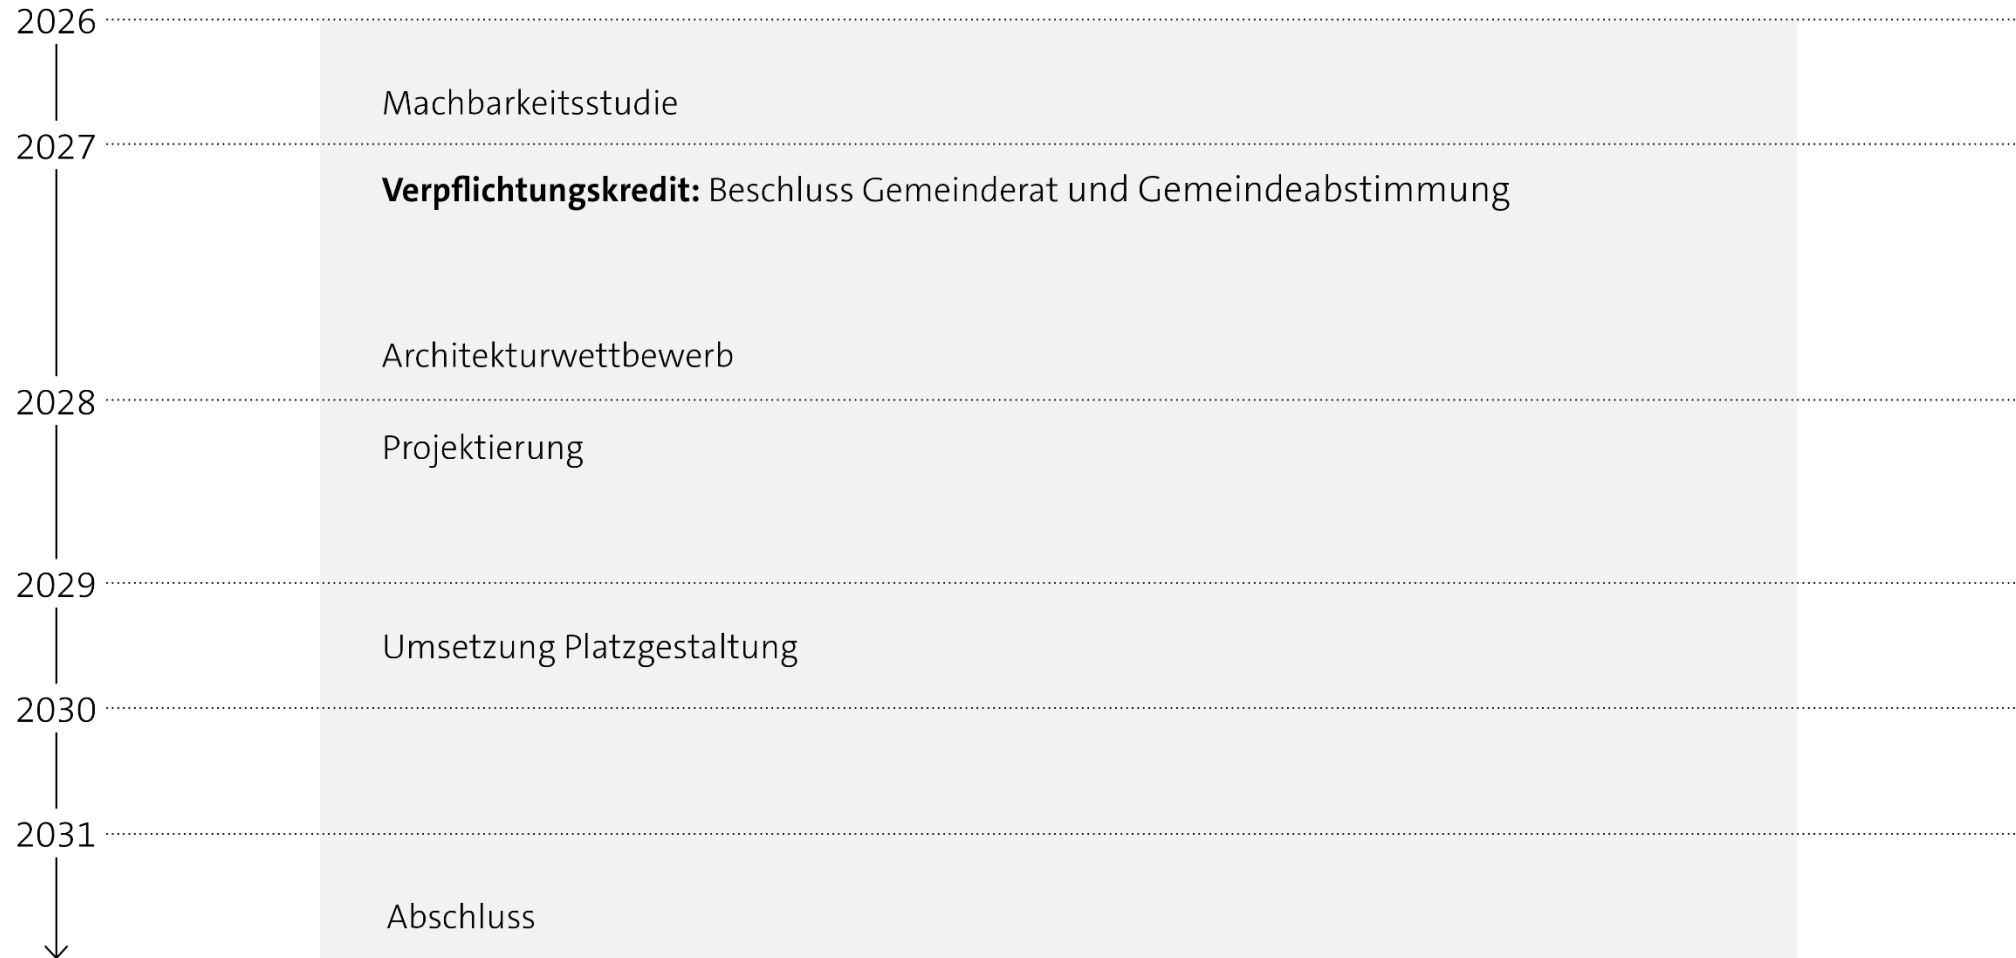 2026
Machbarkeitsstudie
2027
Verpflichtungskredit: Beschluss Gemeinderat und Gemeindeabstimmung
Architekturwettbewerb
2028
Projektierung
2029
Umsetzung Platzgestaltung
2030
2031
Abschluss